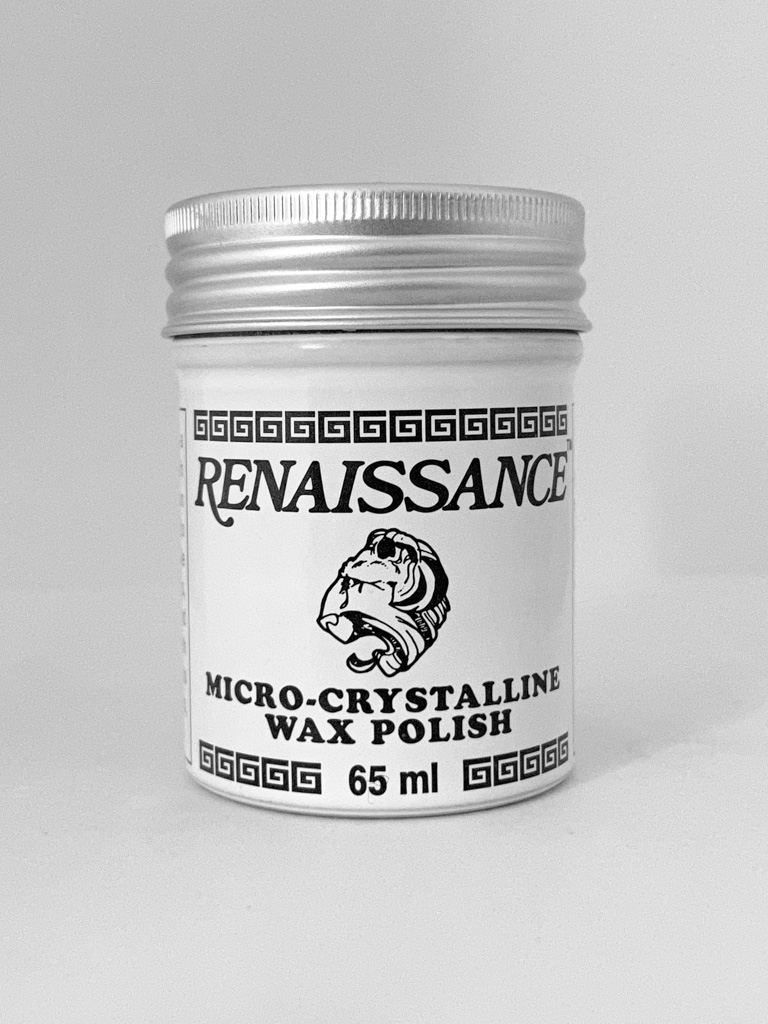 RENAISSANCE™
MICRO-CRYSTALLINE
WAX POLISH
65 ml